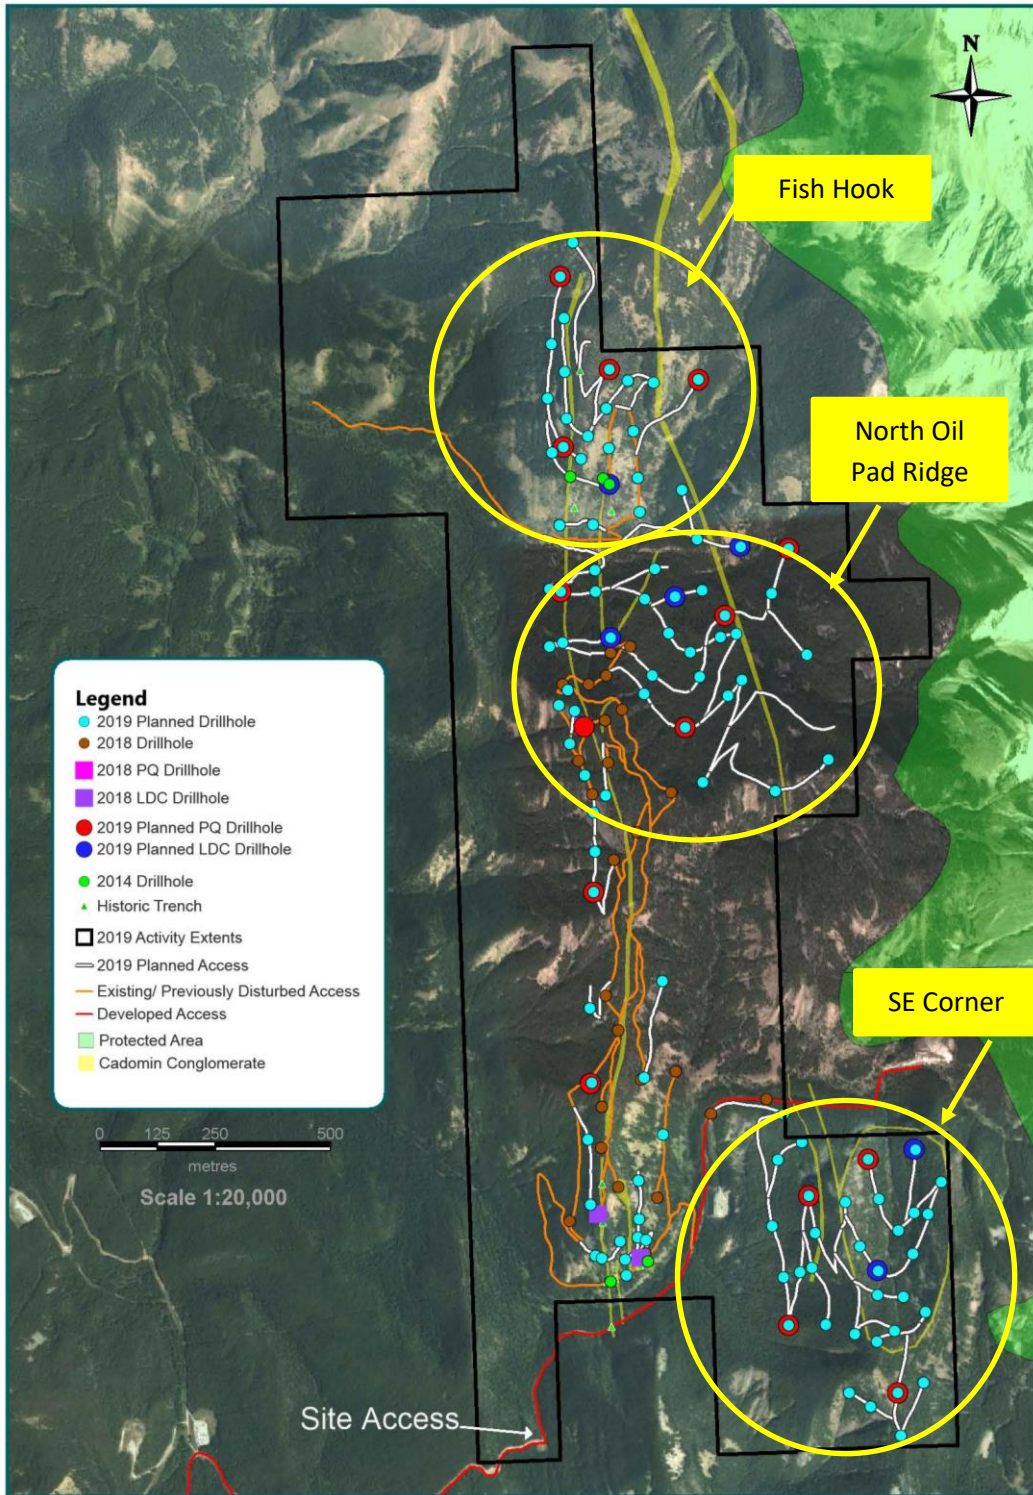 N
Fish Hook
North Oil
Pad Ridge
Legend
2019 Planned Drillhole
2018 Drillhole
2018 PQ Drillhole
2018 LDC Drillhole
2019 Planned PQ Drillhole
2019 Planned LDC Drillhole
2014 Drillhole
Historic Trench
2019 Activity Extents
2019 Planned Access
Existing/ Previously Disturbed Access
Developed Access
Protected Area
Cadomin Conglomerate
SE Corner
0 125 250 500
metres
Scale 1:20,000
Site Access